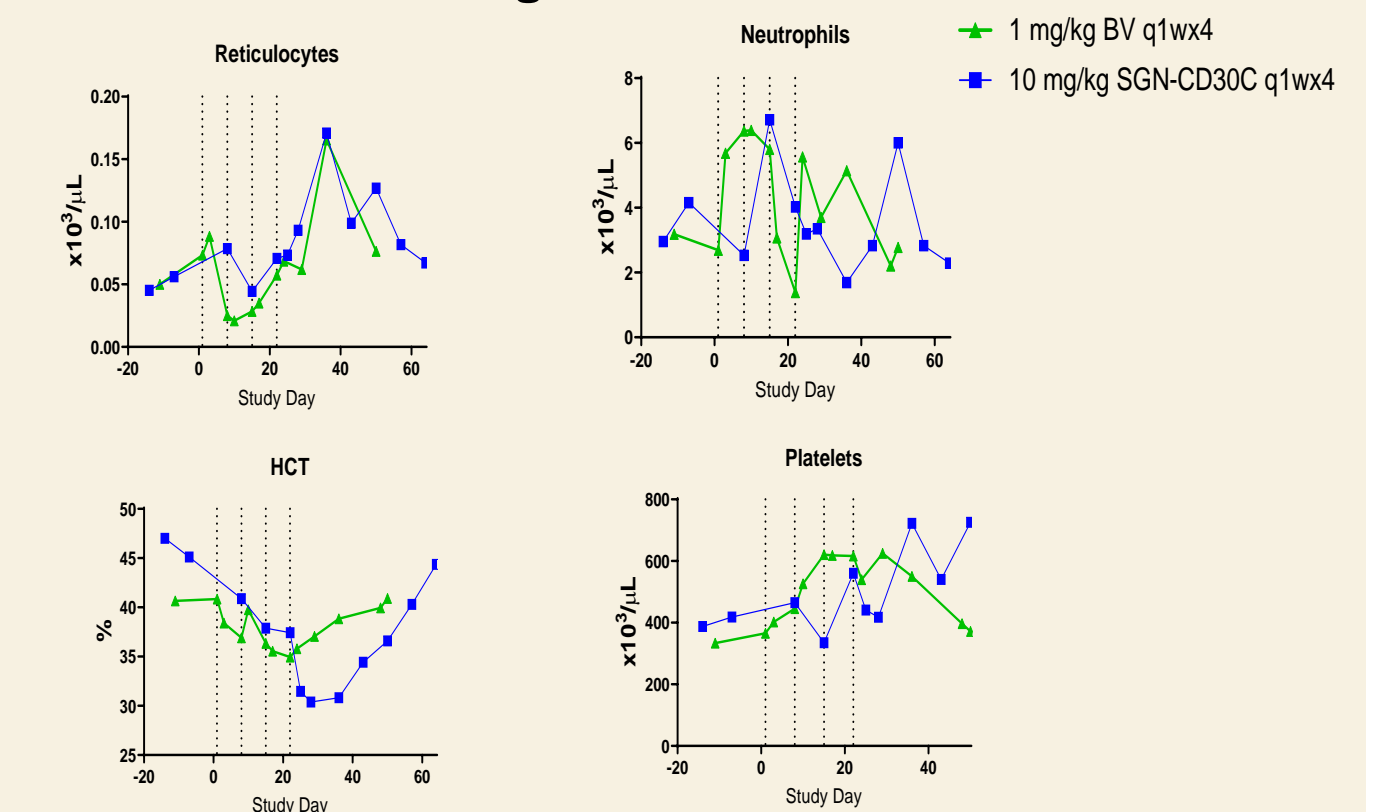 g
Reticulocytes
0.20
0.15
0.10
0.05
0.00
x10³/µL
-20 0 20 40 60
Study Day
Neutrophils
8
6
4
2
0
x10³/µL
-20 0 20 40 60
Study Day
1 mg/kg BV q1wx4
10 mg/kg SGN-CD30C q1wx4
HCT
50
45
40
35
30
25
%
-20 0 20 40 60
Study Day
Platelets
800
600
400
200
0
x10³/µL
-20 0 20 40
Study Day